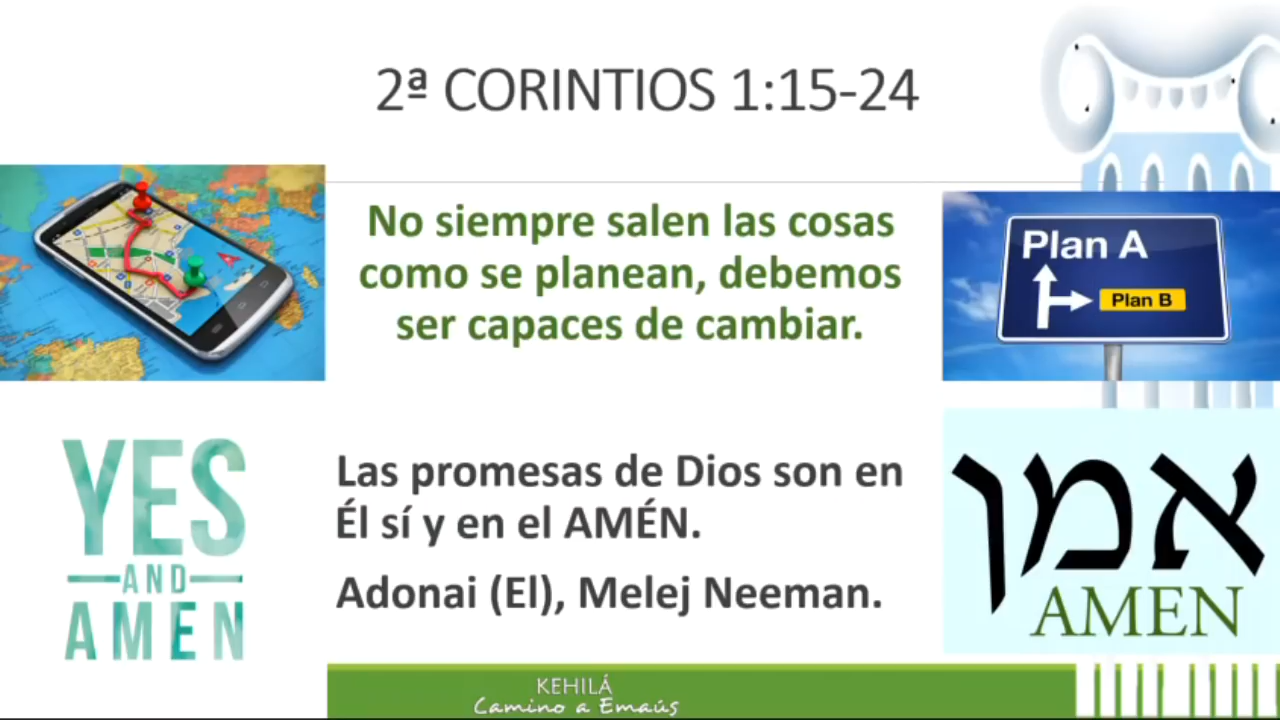 2ª CORINTIOS 1:15-24
No siempre salen las cosas
como se planean, debemos
ser capaces de cambiar.
Plan A
Plan B
YES
AND
AMEN
Las promesas de Dios son en
Él sí y en el AMÉN.
Adonai (El), Melej Neeman.
אמן
AMEN
KEHILÁ
Camino a Emaús